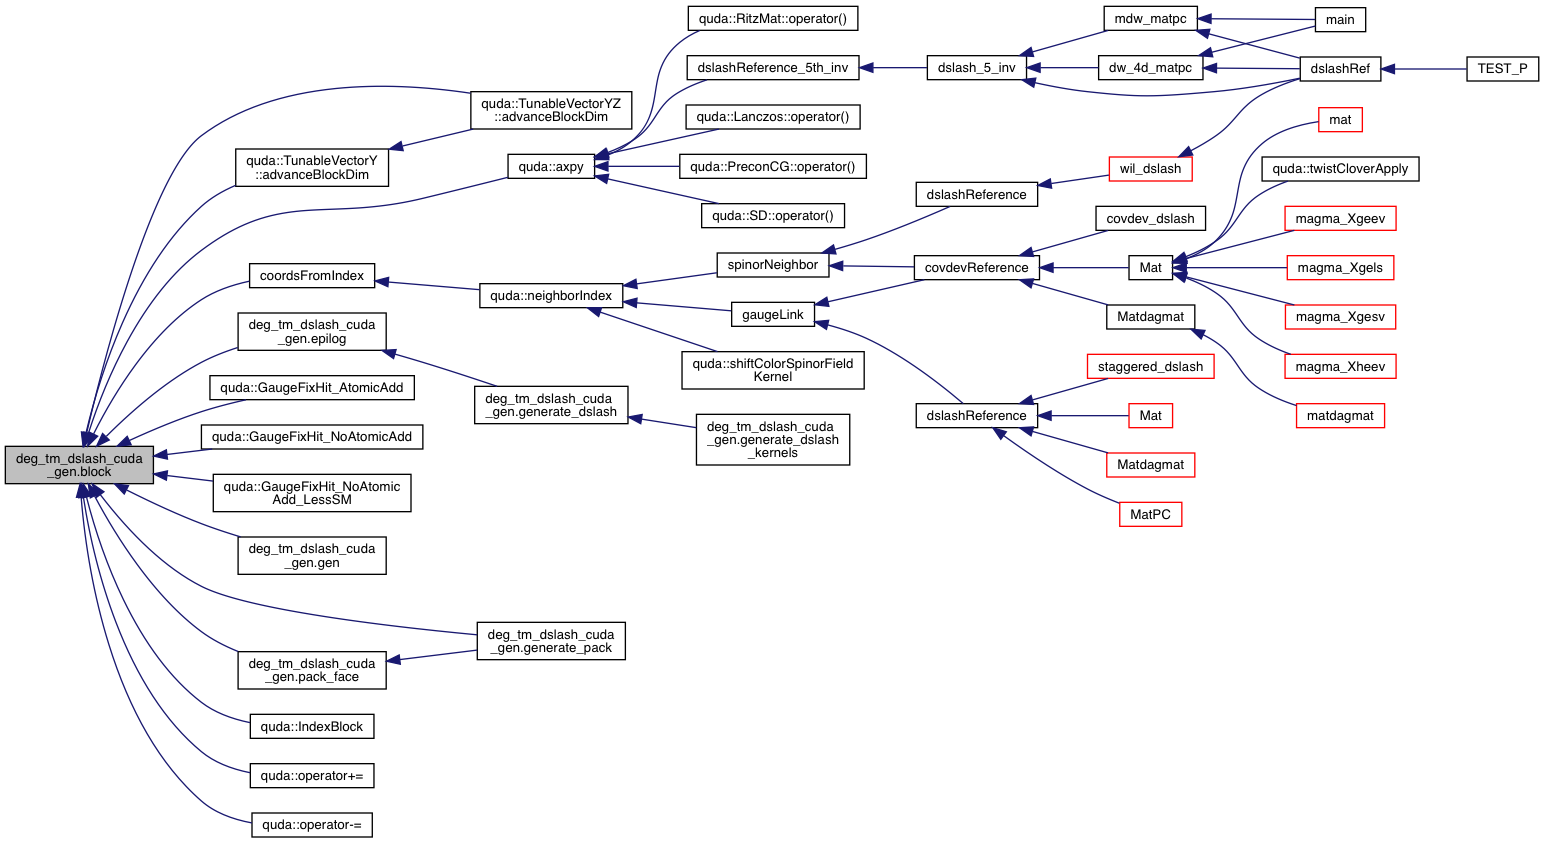 deg_tm_dslash_cuda
_gen.block
quda::TunableVectorYZ
::advanceBlockDim
quda::TunableVectorY
::advanceBlockDim
quda::axpy
quda::RitzMat::operator()
dslashReference_5th_inv
quda::Lanczos::operator()
quda::PreconCG::operator()
quda::SD::operator()
dslash_5_inv
mdw_matpc
dw_4d_matpc
main
dslashRef
TEST_P
coordsFromIndex
quda::neighborIndex
spinorNeighbor
gaugeLink
quda::shiftColorSpinorField
Kernel
dslashReference
wil_dslash
covdevReference
covdev_dslash
Mat
Matdagmat
mat
quda::twistCloverApply
magma_Xgeev
magma_Xgels
magma_Xgesv
magma_Xheev
matdagmat
dslashReference
staggered_dslash
Mat
Matdagmat
MatPC
deg_tm_dslash_cuda
_gen.epilog
deg_tm_dslash_cuda
_gen.generate_dslash
deg_tm_dslash_cuda
_gen.generate_dslash
_kernels
quda::GaugeFixHit_AtomicAdd
quda::GaugeFixHit_NoAtomicAdd
quda::GaugeFixHit_NoAtomic
Add_LessSM
deg_tm_dslash_cuda
_gen.gen
deg_tm_dslash_cuda
_gen.generate_pack
deg_tm_dslash_cuda
_gen.pack_face
quda::IndexBlock
quda::operator+=
quda::operator-=